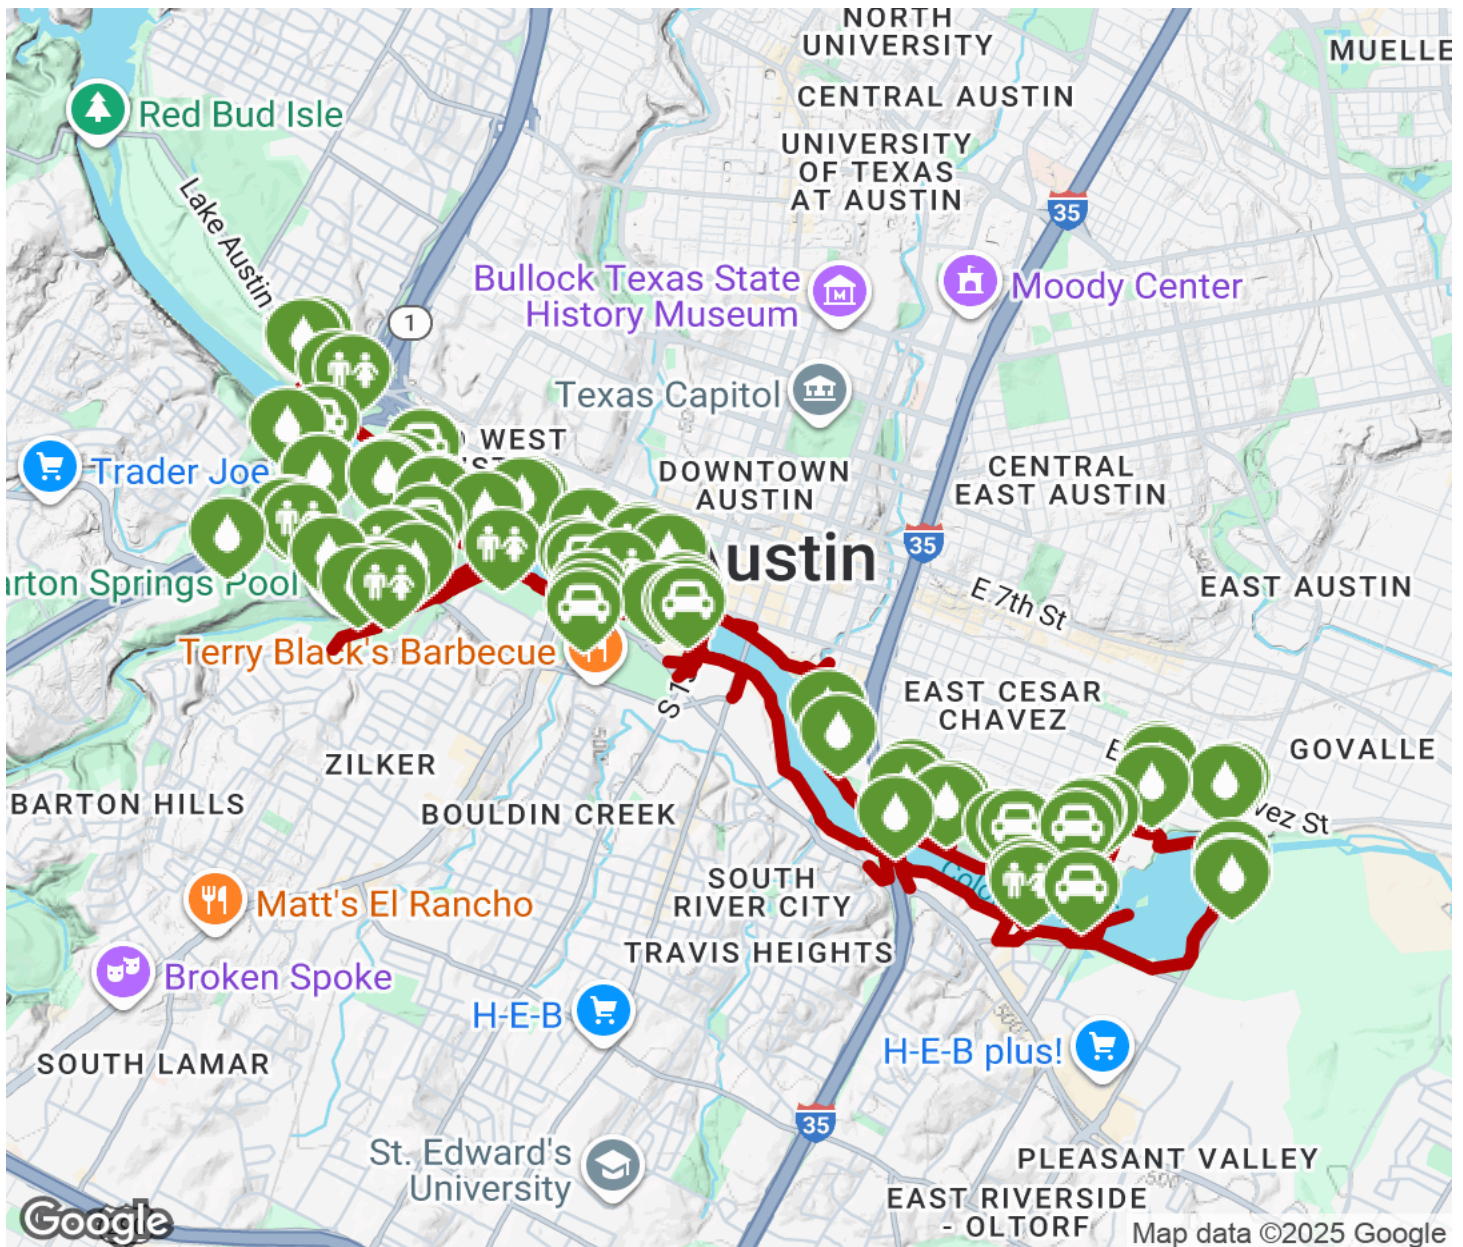 NORTH
UNIVERSITY
MUELLE
CENTRAL AUSTIN
Red Bud Isle
UNIVERSITY
OF TEXAS
AT AUSTIN
35
Lake Austin
Bullock Texas State
History Museum
M
Moody Center
1
Texas Capitol
WEST
Trader Joe
DOWNTOWN
AUSTIN
CENTRAL
EAST AUSTIN
35
ustin
EAST AUSTIN
arton Springs Pool
E 7th St
Terry Black's Barbecue
EAST CESAR
CHAVEZ
GOVALLE
ZILKER
BARTON HILLS
BOULDIN CREEK
vez St
SOUTH
RIVER CITY
Matt's El Rancho
TRAVIS HEIGHTS
Broken Spoke
H-E-B
H-E-B plus!
SOUTH LAMAR
35
St. Edward's
University
PLEASANT VALLEY
EAST RIVERSIDE
- OLTORF
Google
Map data ©2025 Google